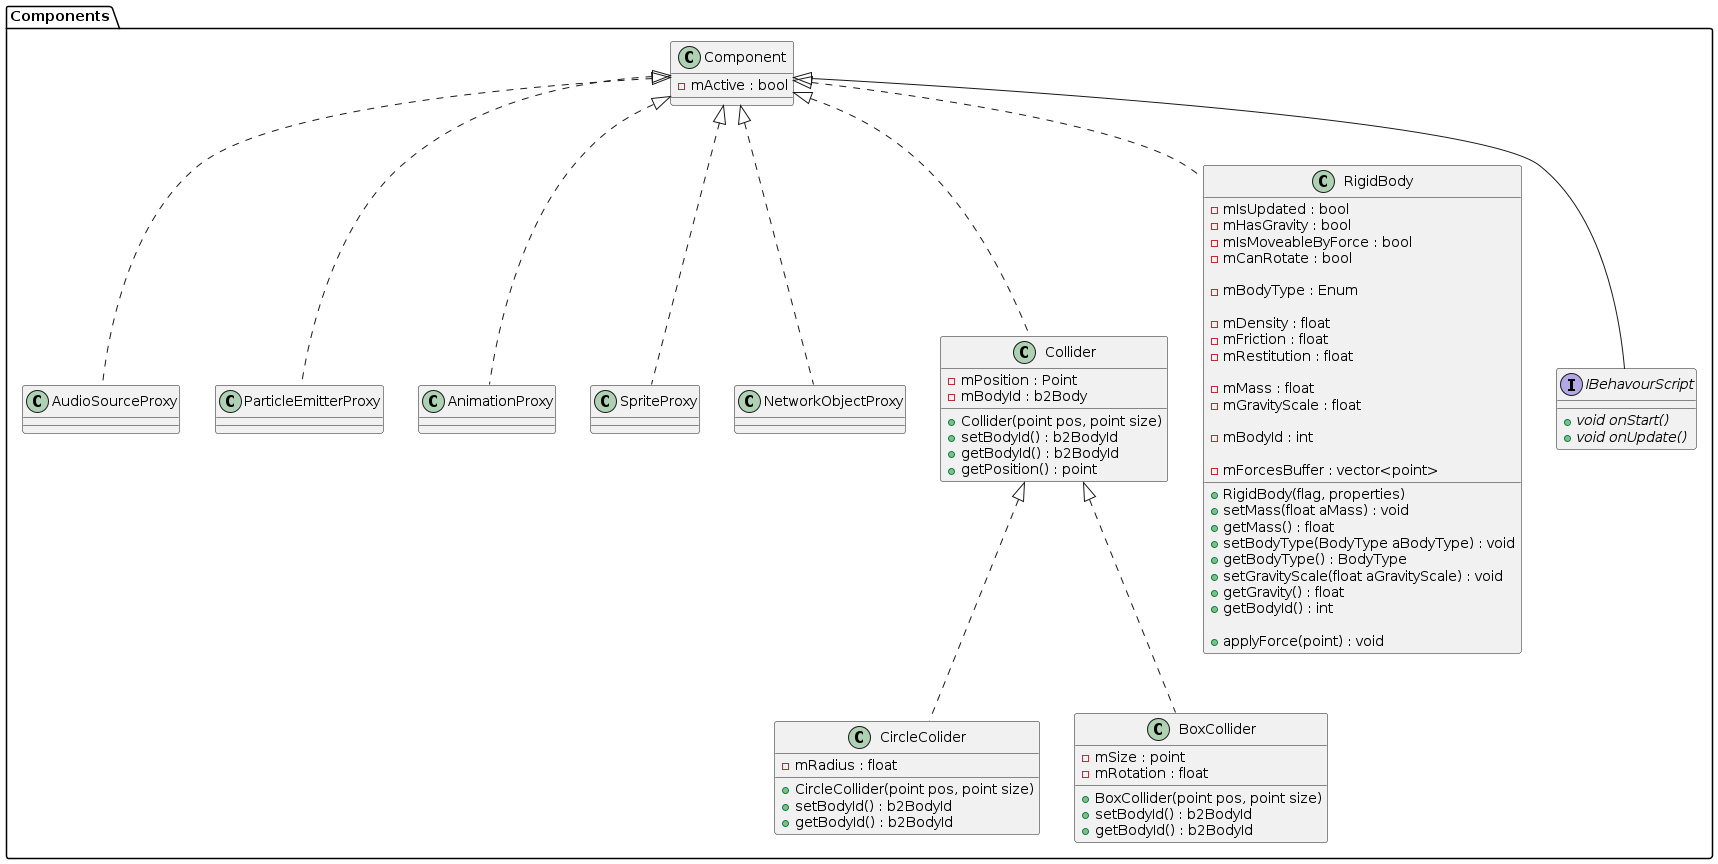 Components
C Component
mActive : bool
C RigidBody
mIsUpdated : bool
mHasGravity : bool
mIsMoveableByForce : bool
mCanRotate : bool
mBodyType : Enum
mDensity : float
mFriction : float
mRestitution : float
mMass : float
mGravityScale : float
mBodyId : int
mForcesBuffer : vector<point>
RigidBody(flag, properties)
setMass(float aMass) : void
getMass() : float
setBodyType(BodyType aBodyType) : void
getBodyType() : BodyType
setGravityScale(float aGravityScale) : void
getGravity() : float
getBodyId() : int
applyForce(point) : void
C AudioSourceProxy
C ParticleEmitterProxy
C AnimationProxy
C SpriteProxy
C NetworkObjectProxy
C Collider
mPosition : Point
mBodyId : b2Body
Collider(point pos, point size)
setBodyId() : b2BodyId
getBodyId() : b2BodyId
getPosition() : point
I IBehavourScript
void onStart()
void onUpdate()
C CircleColider
mRadius : float
CircleCollider(point pos, point size)
setBodyId() : b2BodyId
getBodyId() : b2BodyId
C BoxCollider
mSize : point
mRotation : float
BoxCollider(point pos, point size)
setBodyId() : b2BodyId
getBodyId() : b2BodyId